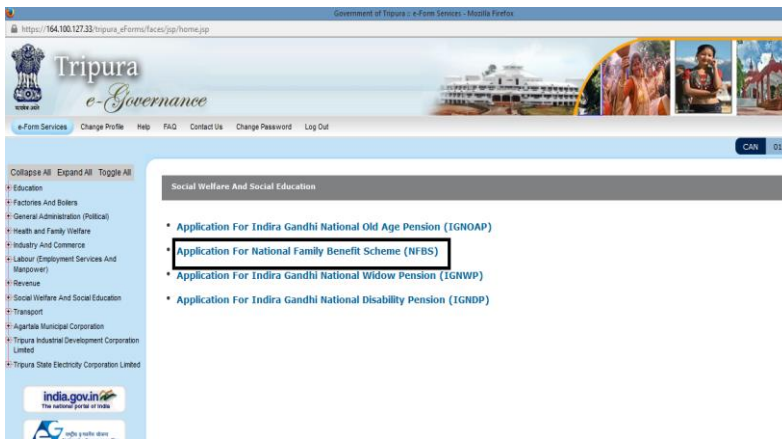 Government of Tripura :: e-Form Services - Mozilla Firefox
https://164.100.127.33/tripura_eForms/faces/jsp/home.jsp
Tripura
e-Governance
सत्यमेव जयते
e-Form Services Change Profile Help FAQ Contact Us Change Password Log Out
CAN 01
Collapse All Expand All Toggle All
Education
Factories And Boilers
General Administration (Political)
Health and Family Welfare
Industry And Commerce
Labour (Employment Services And
Manpower)
Revenue
Social Welfare And Social Education
Transport
Agartala Municipal Corporation
Tripura Industrial Development Corporation
Limited
Tripura State Electricity Corporation Limited
india.gov.in
The national portal of India
Social Welfare And Social Education
Application For Indira Gandhi National Old Age Pension (IGNOAP)
Application For National Family Benefit Scheme (NFBS)
Application For Indira Gandhi National Widow Pension (IGNWP)
Application For Indira Gandhi National Disability Pension (IGNDP)